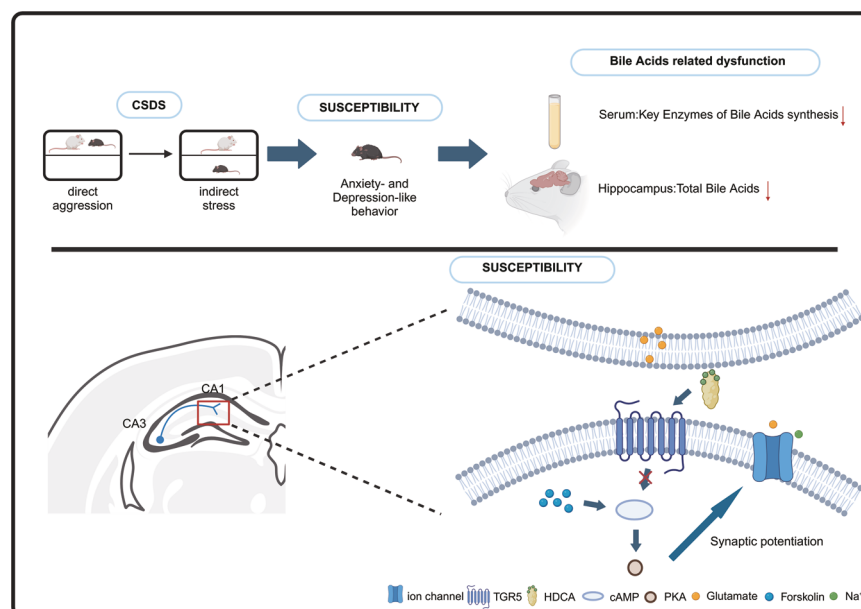 Bile Acids related dysfunction
CSDS
SUSCEPTIBILITY
Serum:Key Enzymes of Bile Acids synthesis
direct
aggression
indirect
stress
Anxiety- and
Depression-like
behavior
Hippocampus:Total Bile Acids
SUSCEPTIBILITY
CA1
CA3
Synaptic potentiation
ion channel
TGR5
HDCA
cAMP
PKA
Glutamate
Forskolin
Na